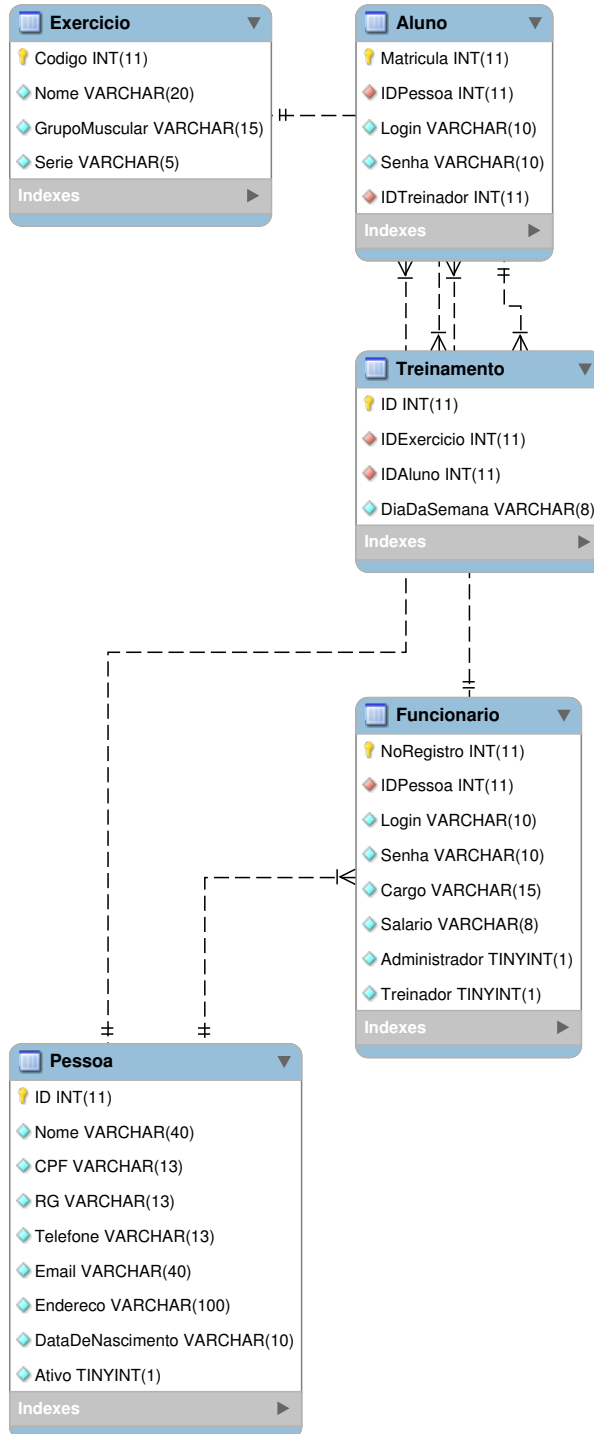 Exercicio
Codigo INT(11)
Nome VARCHAR(20)
GrupoMuscular VARCHAR(15)
Serie VARCHAR(5)
Indexes
Aluno
Matricula INT(11)
IDPessoa INT(11)
Login VARCHAR(10)
Senha VARCHAR(10)
IDTreinador INT(11)
Indexes
Treinamento
ID INT(11)
IDExercicio INT(11)
IDAluno INT(11)
DiaDaSemana VARCHAR(8)
Indexes
Funcionario
NoRegistro INT(11)
IDPessoa INT(11)
Login VARCHAR(10)
Senha VARCHAR(10)
Cargo VARCHAR(15)
Salario VARCHAR(8)
Administrador TINYINT(1)
Treinador TINYINT(1)
Indexes
Pessoa
ID INT(11)
Nome VARCHAR(40)
CPF VARCHAR(13)
RG VARCHAR(13)
Telefone VARCHAR(13)
Email VARCHAR(40)
Endereco VARCHAR(100)
DataDeNascimento VARCHAR(10)
Ativo TINYINT(1)
Indexes